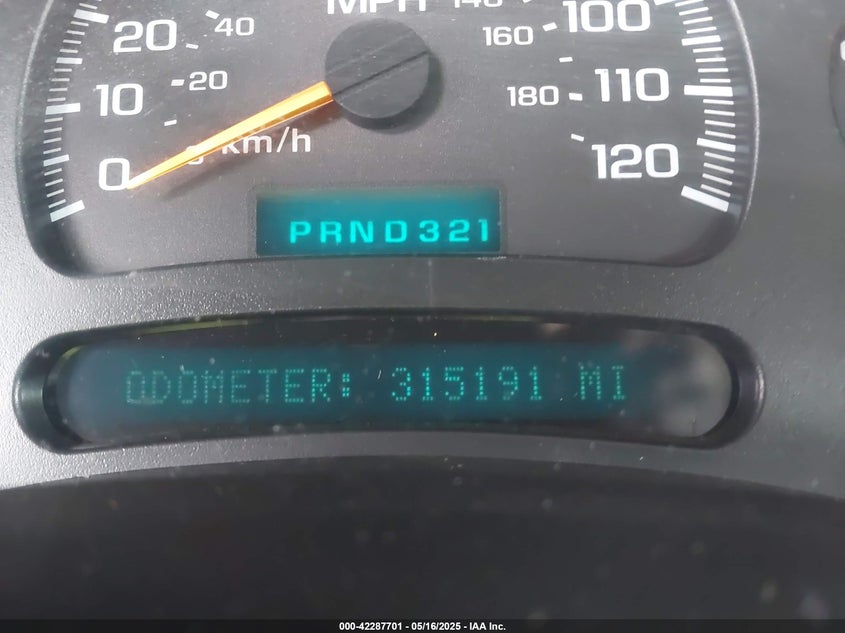 MPH 140 100
20 40 160
10 20 180 110
0 km/h 120
PRND321
ODOMETER: 315191 MI
000-42287701 - 05/16/2025 - IAA Inc.